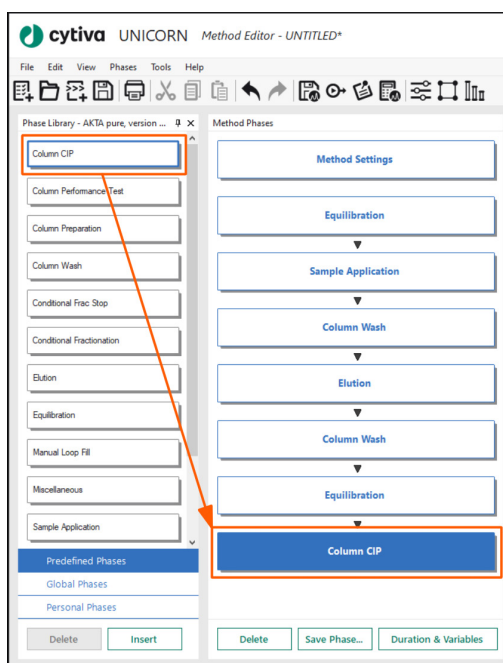 cytiva UNICORN Method Editor - UNTITLED*
File Edit View Phases Tools Help
Phase Library - AKTA pure, version ...
Column CIP
Column Performance Test
Column Preparation
Column Wash
Conditional Frac Stop
Conditional Fractionation
Elution
Equilibration
Manual Loop Fill
Miscellaneous
Sample Application
Predefined Phases
Global Phases
Personal Phases
Delete Insert
Method Phases
Method Settings
Equilibration
Sample Application
Column Wash
Elution
Column Wash
Equilibration
Column CIP
Delete Save Phase... Duration & Variables